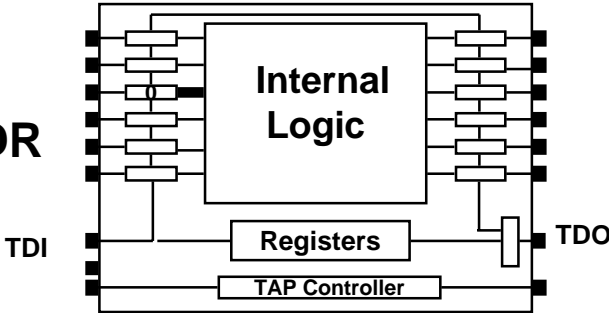 Internal
Logic
0
OR
TDI
Registers
TDO
TAP Controller